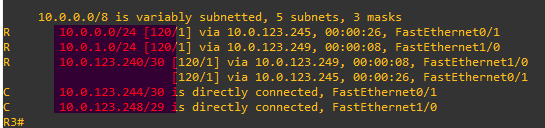 10.0.0.0/8 is variably subnetted, 5 subnets, 3 masks
R 10.0.0.0/24 [120/1] via 10.0.123.245, 00:00:26, FastEthernet0/1
R 10.0.1.0/24 [120/1] via 10.0.123.249, 00:00:08, FastEthernet1/0
R 10.0.123.240/30 [120/1] via 10.0.123.249, 00:00:08, FastEthernet1/0
[120/1] via 10.0.123.245, 00:00:26, FastEthernet0/1
C 10.0.123.244/30 is directly connected, FastEthernet0/1
C 10.0.123.248/29 is directly connected, FastEthernet1/0
R3#